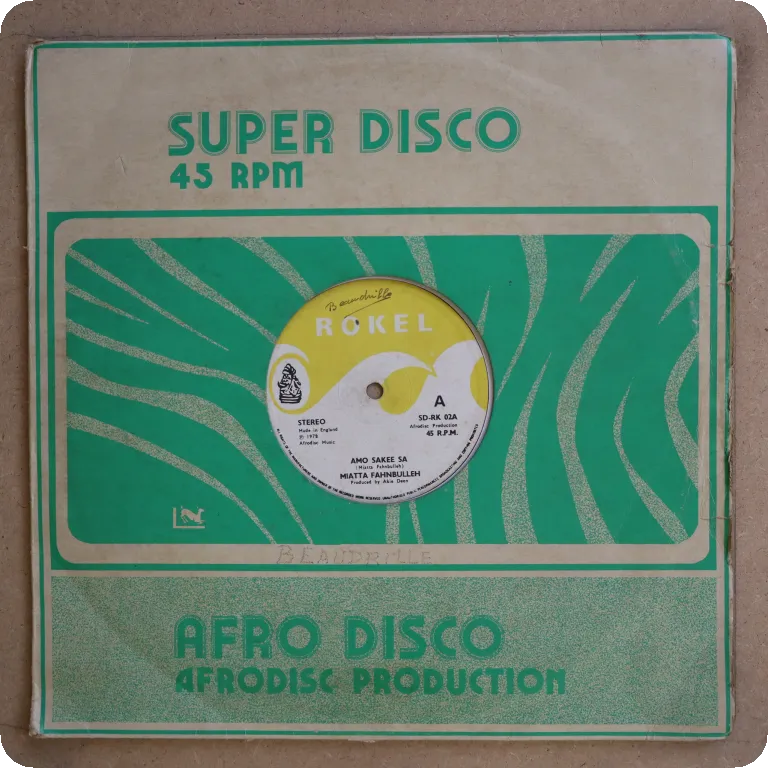 SUPER DISCO
45 RPM
Beaudrille
ROKEL
A
STEREO
Made in England
℗ 1978
Afrodisc Music
SD-RK 02A
Afrodisc Production
45 R.P.M.
AMO SAKEE SA
(Miatta Fahnbulleh)
MIATTA FAHNBULLEH
Produced by Akie Deen
BEAUDRILLE
AFRO DISCO
AFRODISC PRODUCTION